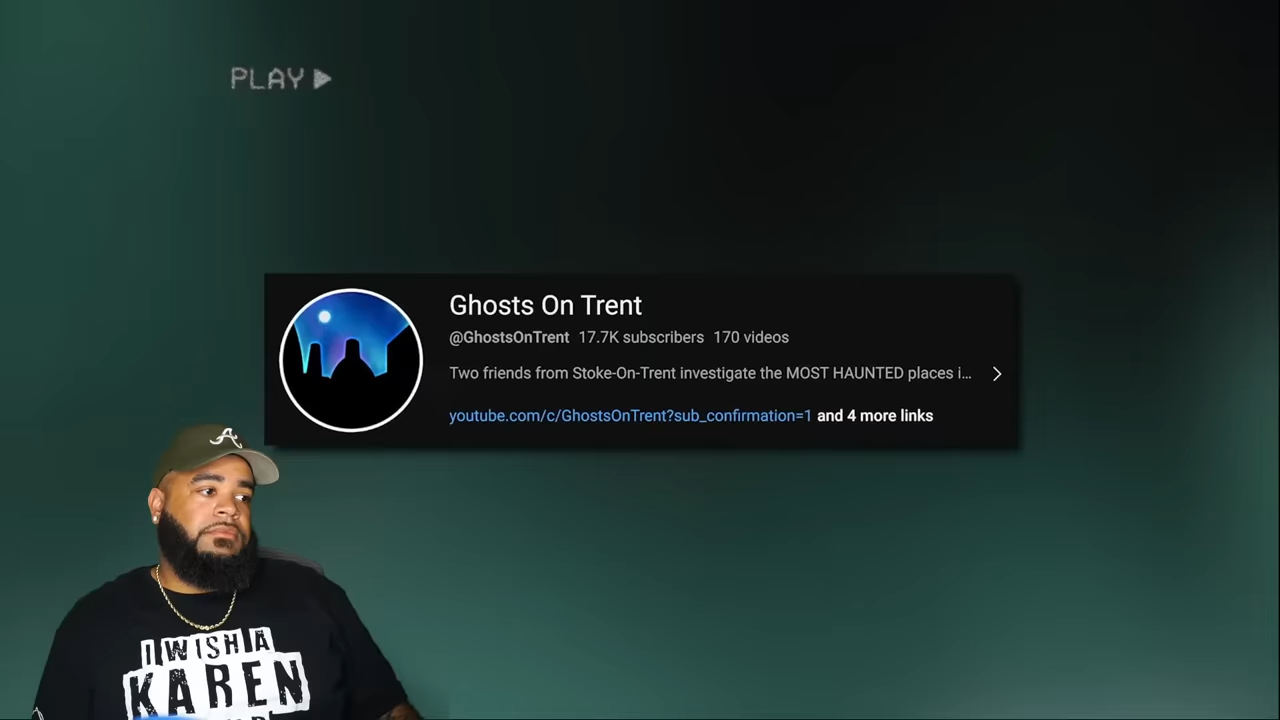 PLAY
Ghosts On Trent
@GhostsOnTrent 17.7K subscribers 170 videos
Two friends from Stoke-On-Trent investigate the MOST HAUNTED places i...
youtube.com/c/GhostsOnTrent?sub_confirmation=1 and 4 more links
A
I WISH A
KAREN